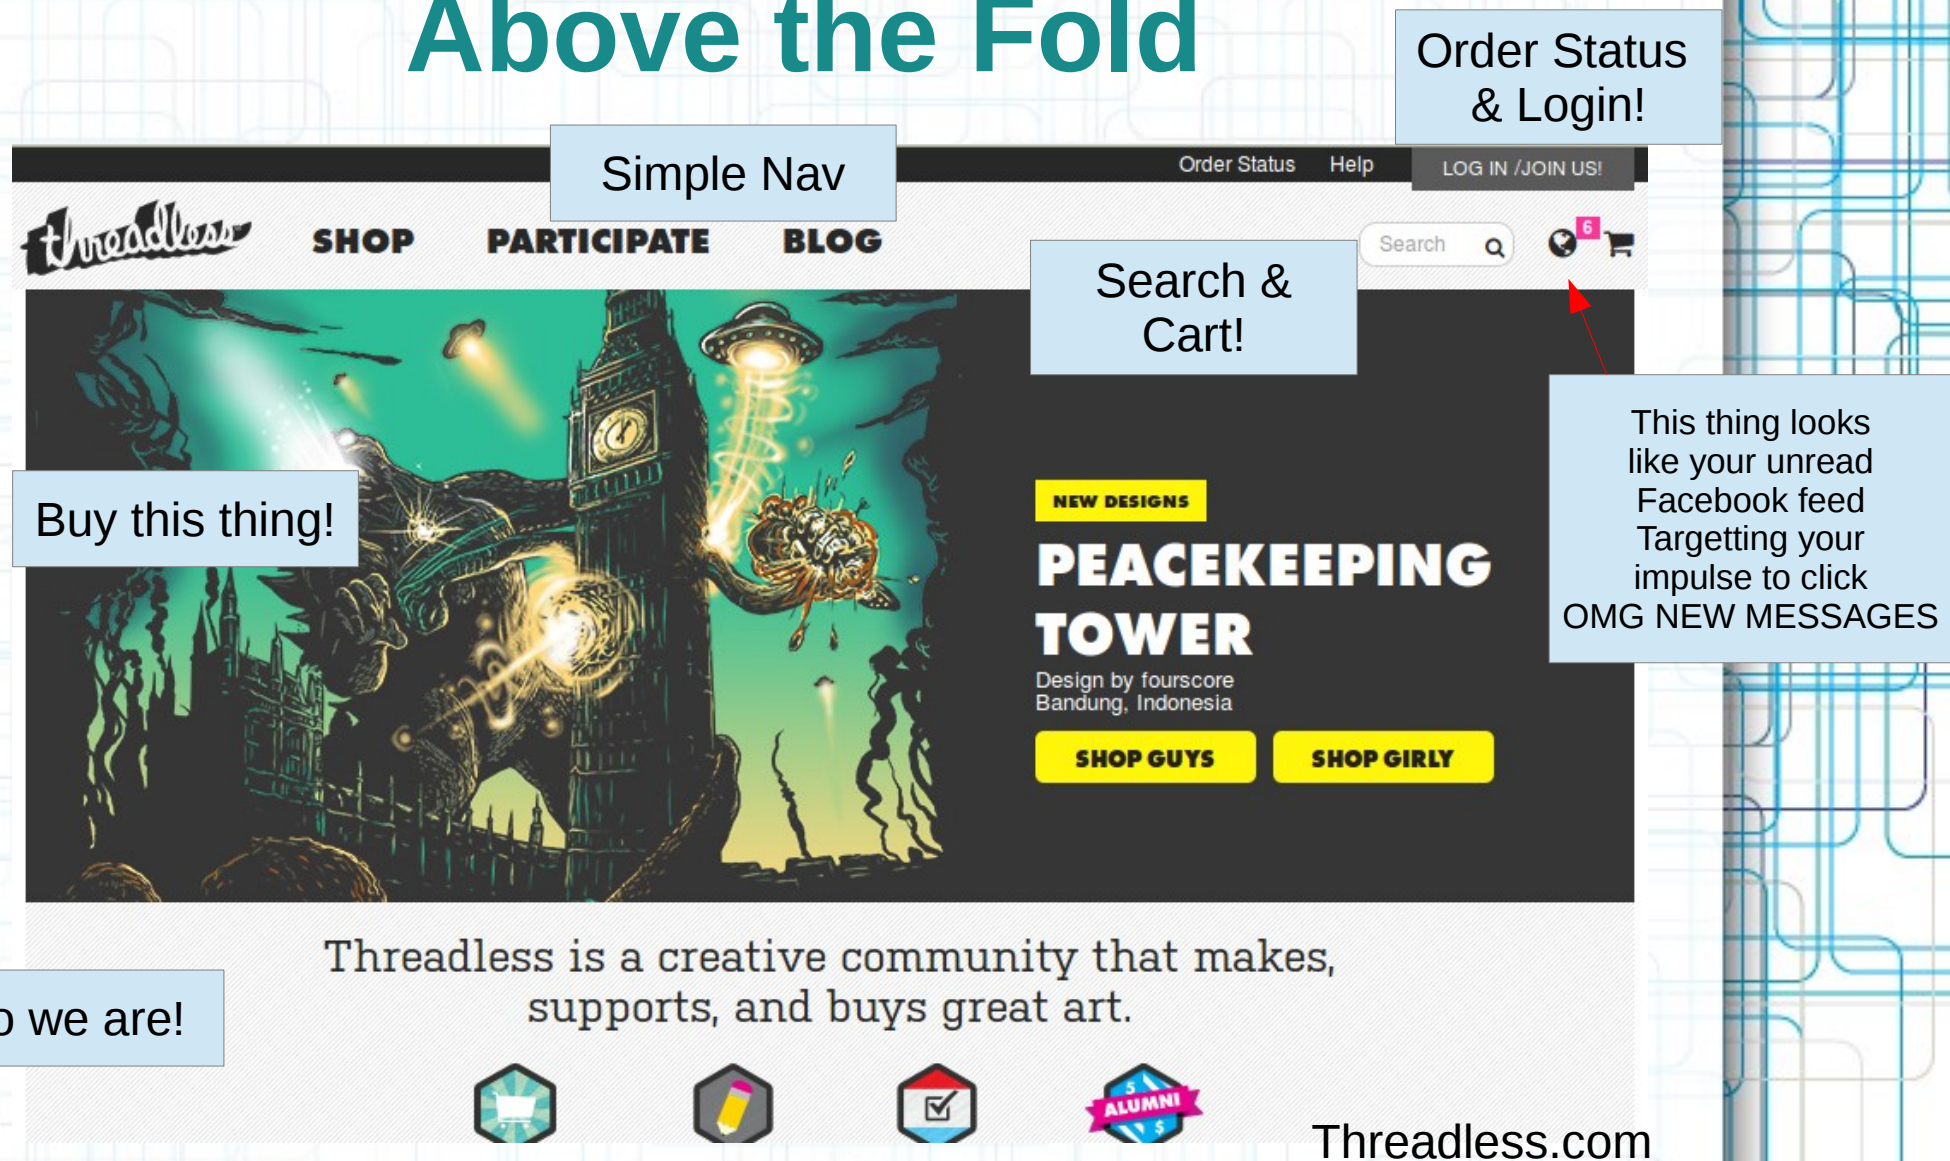 Above the Fold
Order Status
& Login!
Simple Nav
Order Status Help LOG IN /JOIN US!
threadless SHOP PARTICIPATE BLOG
Search
6
Search &
Cart!
This thing looks
like your unread
Facebook feed
Targetting your
impulse to click
OMG NEW MESSAGES
Buy this thing!
NEW DESIGNS
PEACEKEEPING
TOWER
Design by fourscore
Bandung, Indonesia
SHOP GUYS SHOP GIRLY
Threadless is a creative community that makes,
supports, and buys great art.
we are!
5
ALUMNI
$
Threadless.com